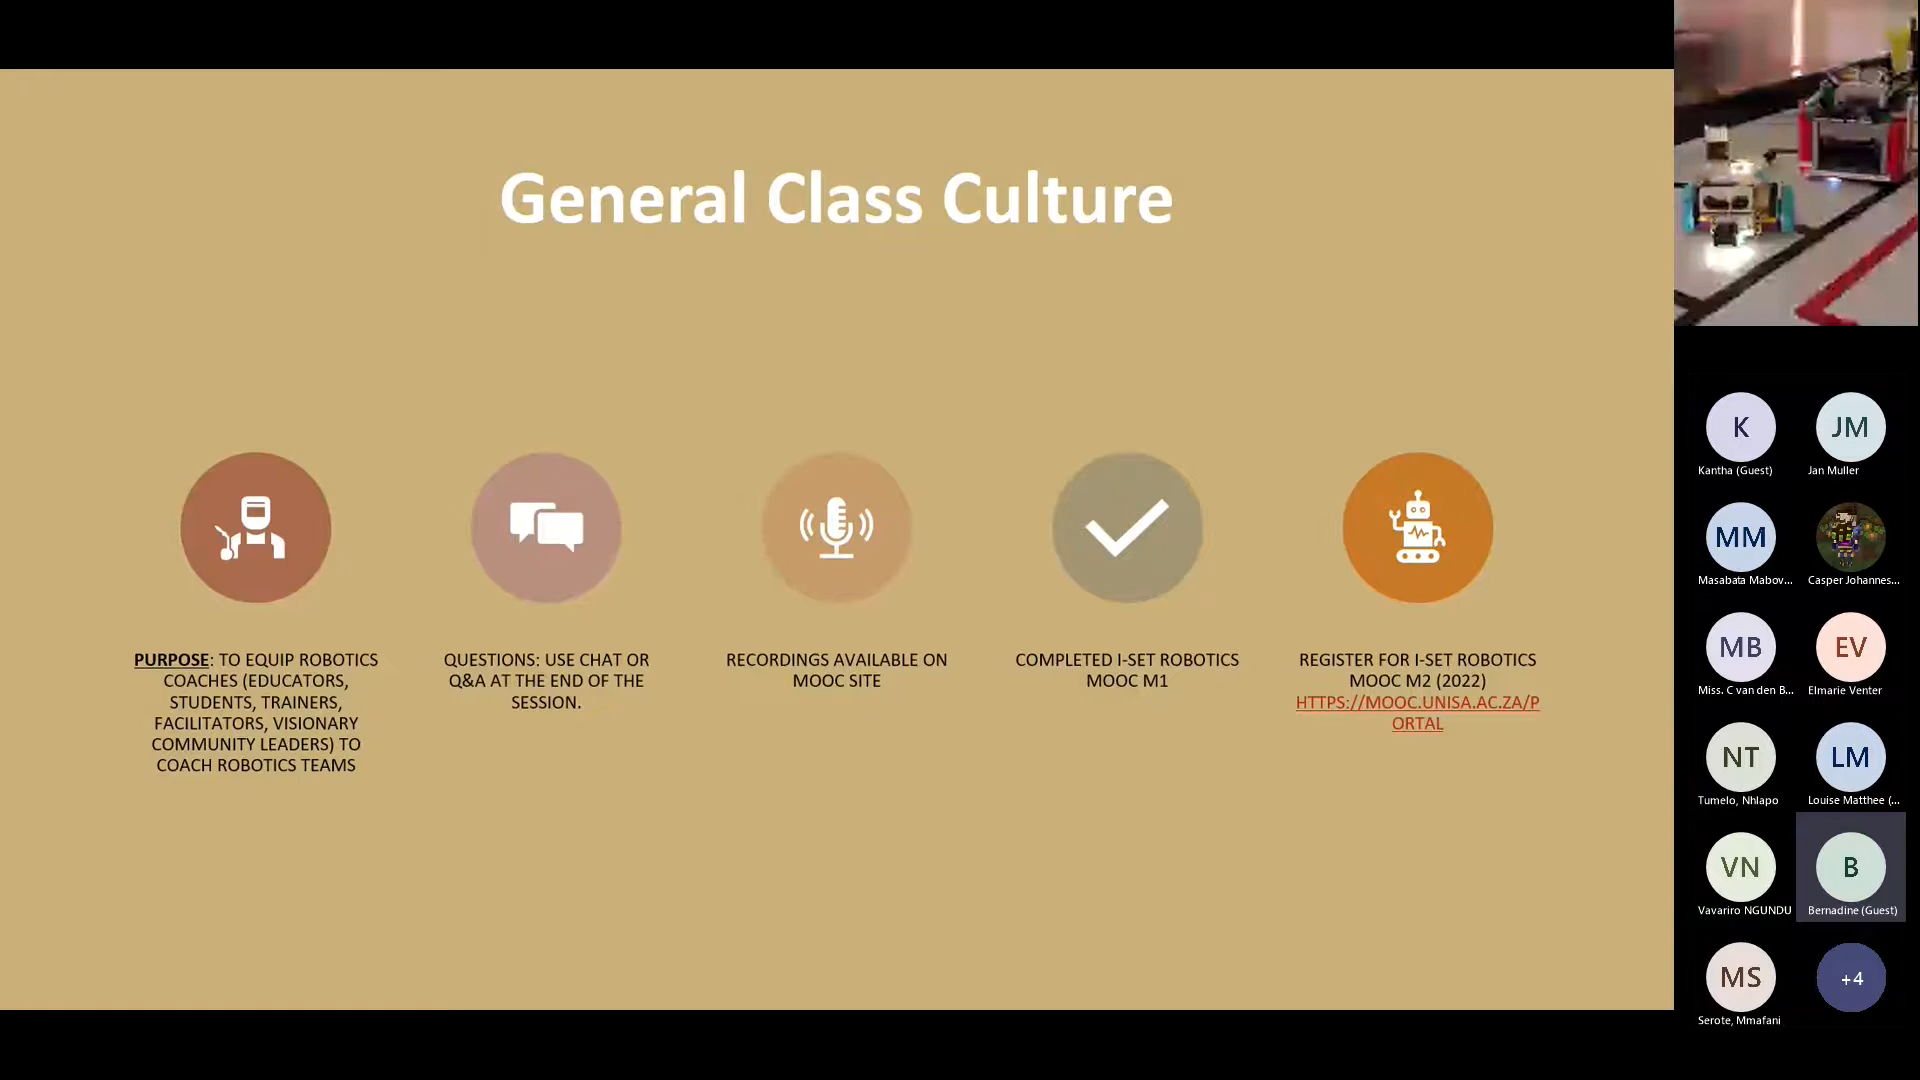 General Class Culture
PURPOSE: TO EQUIP ROBOTICS
COACHES (EDUCATORS,
STUDENTS, TRAINERS,
FACILITATORS, VISIONARY
COMMUNITY LEADERS) TO
COACH ROBOTICS TEAMS
QUESTIONS: USE CHAT OR
Q&A AT THE END OF THE
SESSION.
RECORDINGS AVAILABLE ON
MOOC SITE
COMPLETED I-SET ROBOTICS
MOOC M1
REGISTER FOR I-SET ROBOTICS
MOOC M2 (2022)
HTTPS://MOOC.UNISA.AC.ZA/P
ORTAL
K
Kantha (Guest)
JM
Jan Muller
MM
Masabata Mabov...
Casper Johannes...
MB
Miss. C van den B...
EV
Elmarie Venter
NT
Tumelo, Nhlapo
LM
Louise Matthee (...
VN
Vavariro NGUNDU
B
Bernadine (Guest)
MS
Serote, Mmafani
+4